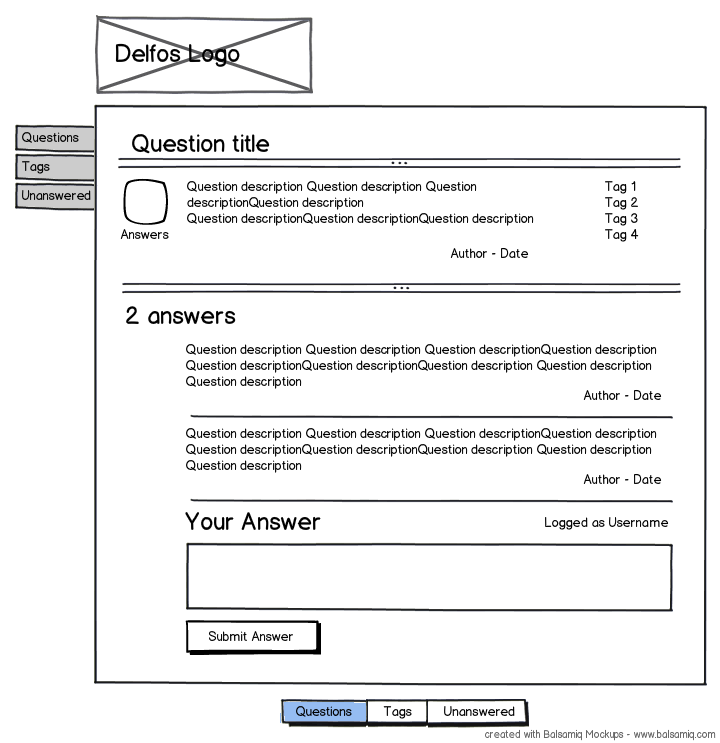 Delfos Logo
Questions
Tags
Unanswered
Question title
Question description Question description Question
descriptionQuestion description
Question descriptionQuestion descriptionQuestion description
Tag 1
Tag 2
Tag 3
Tag 4
Answers
Author - Date
2 answers
Question description Question description Question descriptionQuestion description
Question descriptionQuestion descriptionQuestion description Question description
Question description
Author - Date
Question description Question description Question descriptionQuestion description
Question descriptionQuestion descriptionQuestion description Question description
Question description
Author - Date
Your Answer
Logged as Username
Submit Answer
Questions Tags Unanswered
created with Balsamiq Mockups - www.balsamiq.com